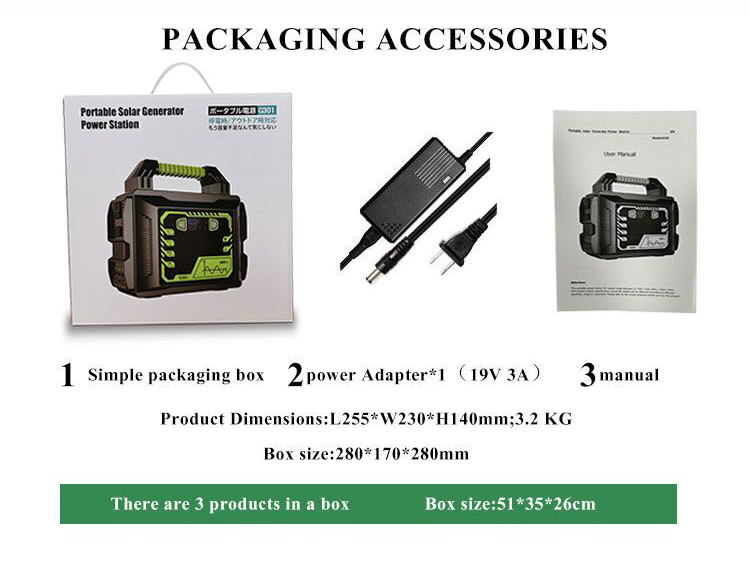 PACKAGING ACCESSORIES
Portable Solar Generator
Power Station
ポータブル電源 G301
停電時/アウトドア時対応
もう容量不足なんて気にしない
User Manual
1 Simple packaging box
2 power Adapter*1（19V 3A）
3 manual
Product Dimensions:L255*W230*H140mm;3.2 KG
Box size:280*170*280mm
There are 3 products in a box
Box size:51*35*26cm